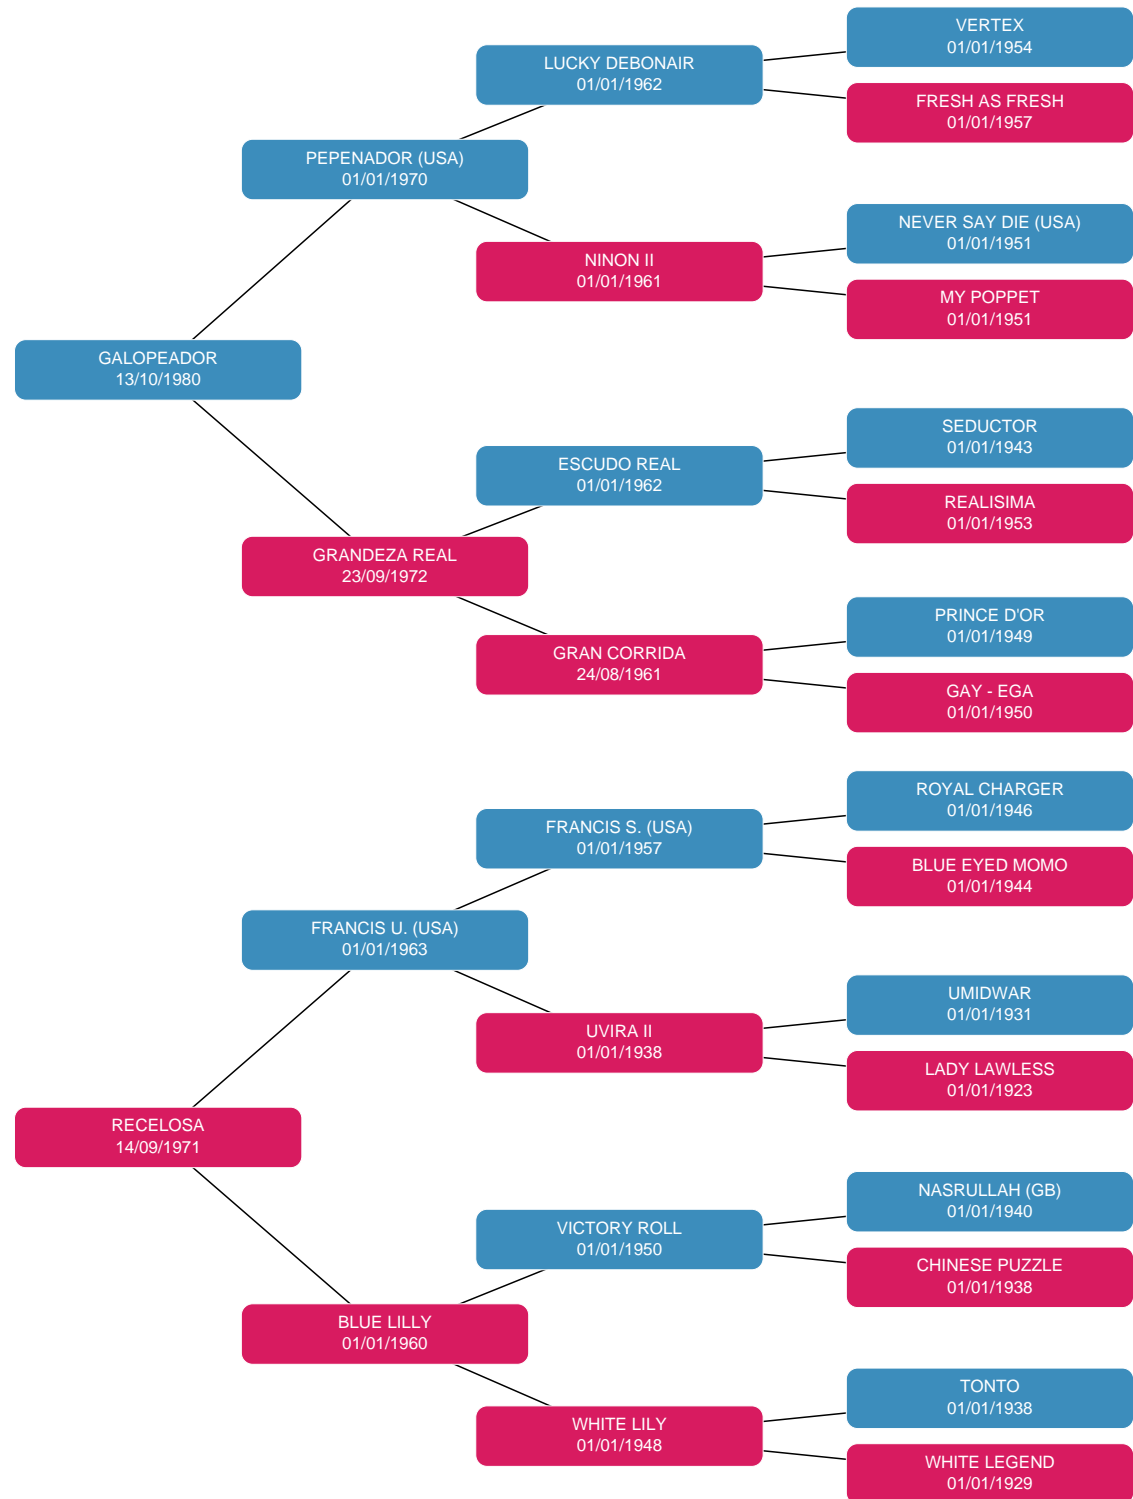 VERTEX
01/01/1954
LUCKY DEBONAIR
01/01/1962
FRESH AS FRESH
01/01/1957
PEPENADOR (USA)
01/01/1970
NEVER SAY DIE (USA)
01/01/1951
NINON II
01/01/1961
MY POPPET
01/01/1951
GALOPEADOR
13/10/1980
SEDUCTOR
01/01/1943
ESCUDO REAL
01/01/1962
REALISIMA
01/01/1953
GRANDEZA REAL
23/09/1972
PRINCE D'OR
01/01/1949
GRAN CORRIDA
24/08/1961
GAY - EGA
01/01/1950
ROYAL CHARGER
01/01/1946
FRANCIS S. (USA)
01/01/1957
BLUE EYED MOMO
01/01/1944
FRANCIS U. (USA)
01/01/1963
UMIDWAR
01/01/1931
UVIRA II
01/01/1938
LADY LAWLESS
01/01/1923
RECELOSA
14/09/1971
NASRULLAH (GB)
01/01/1940
VICTORY ROLL
01/01/1950
CHINESE PUZZLE
01/01/1938
BLUE LILLY
01/01/1960
TONTO
01/01/1938
WHITE LILY
01/01/1948
WHITE LEGEND
01/01/1929